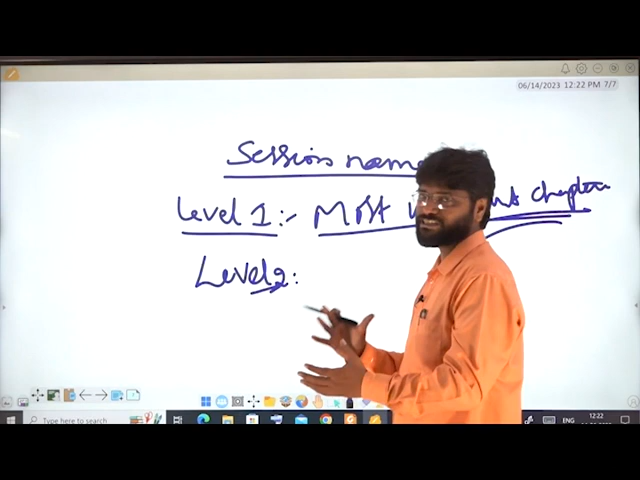 06/14/2023 12:22 PM 7/7
Session name
Level 1:- Most chapter
Level 2:
Type here to search
ENG
12:22